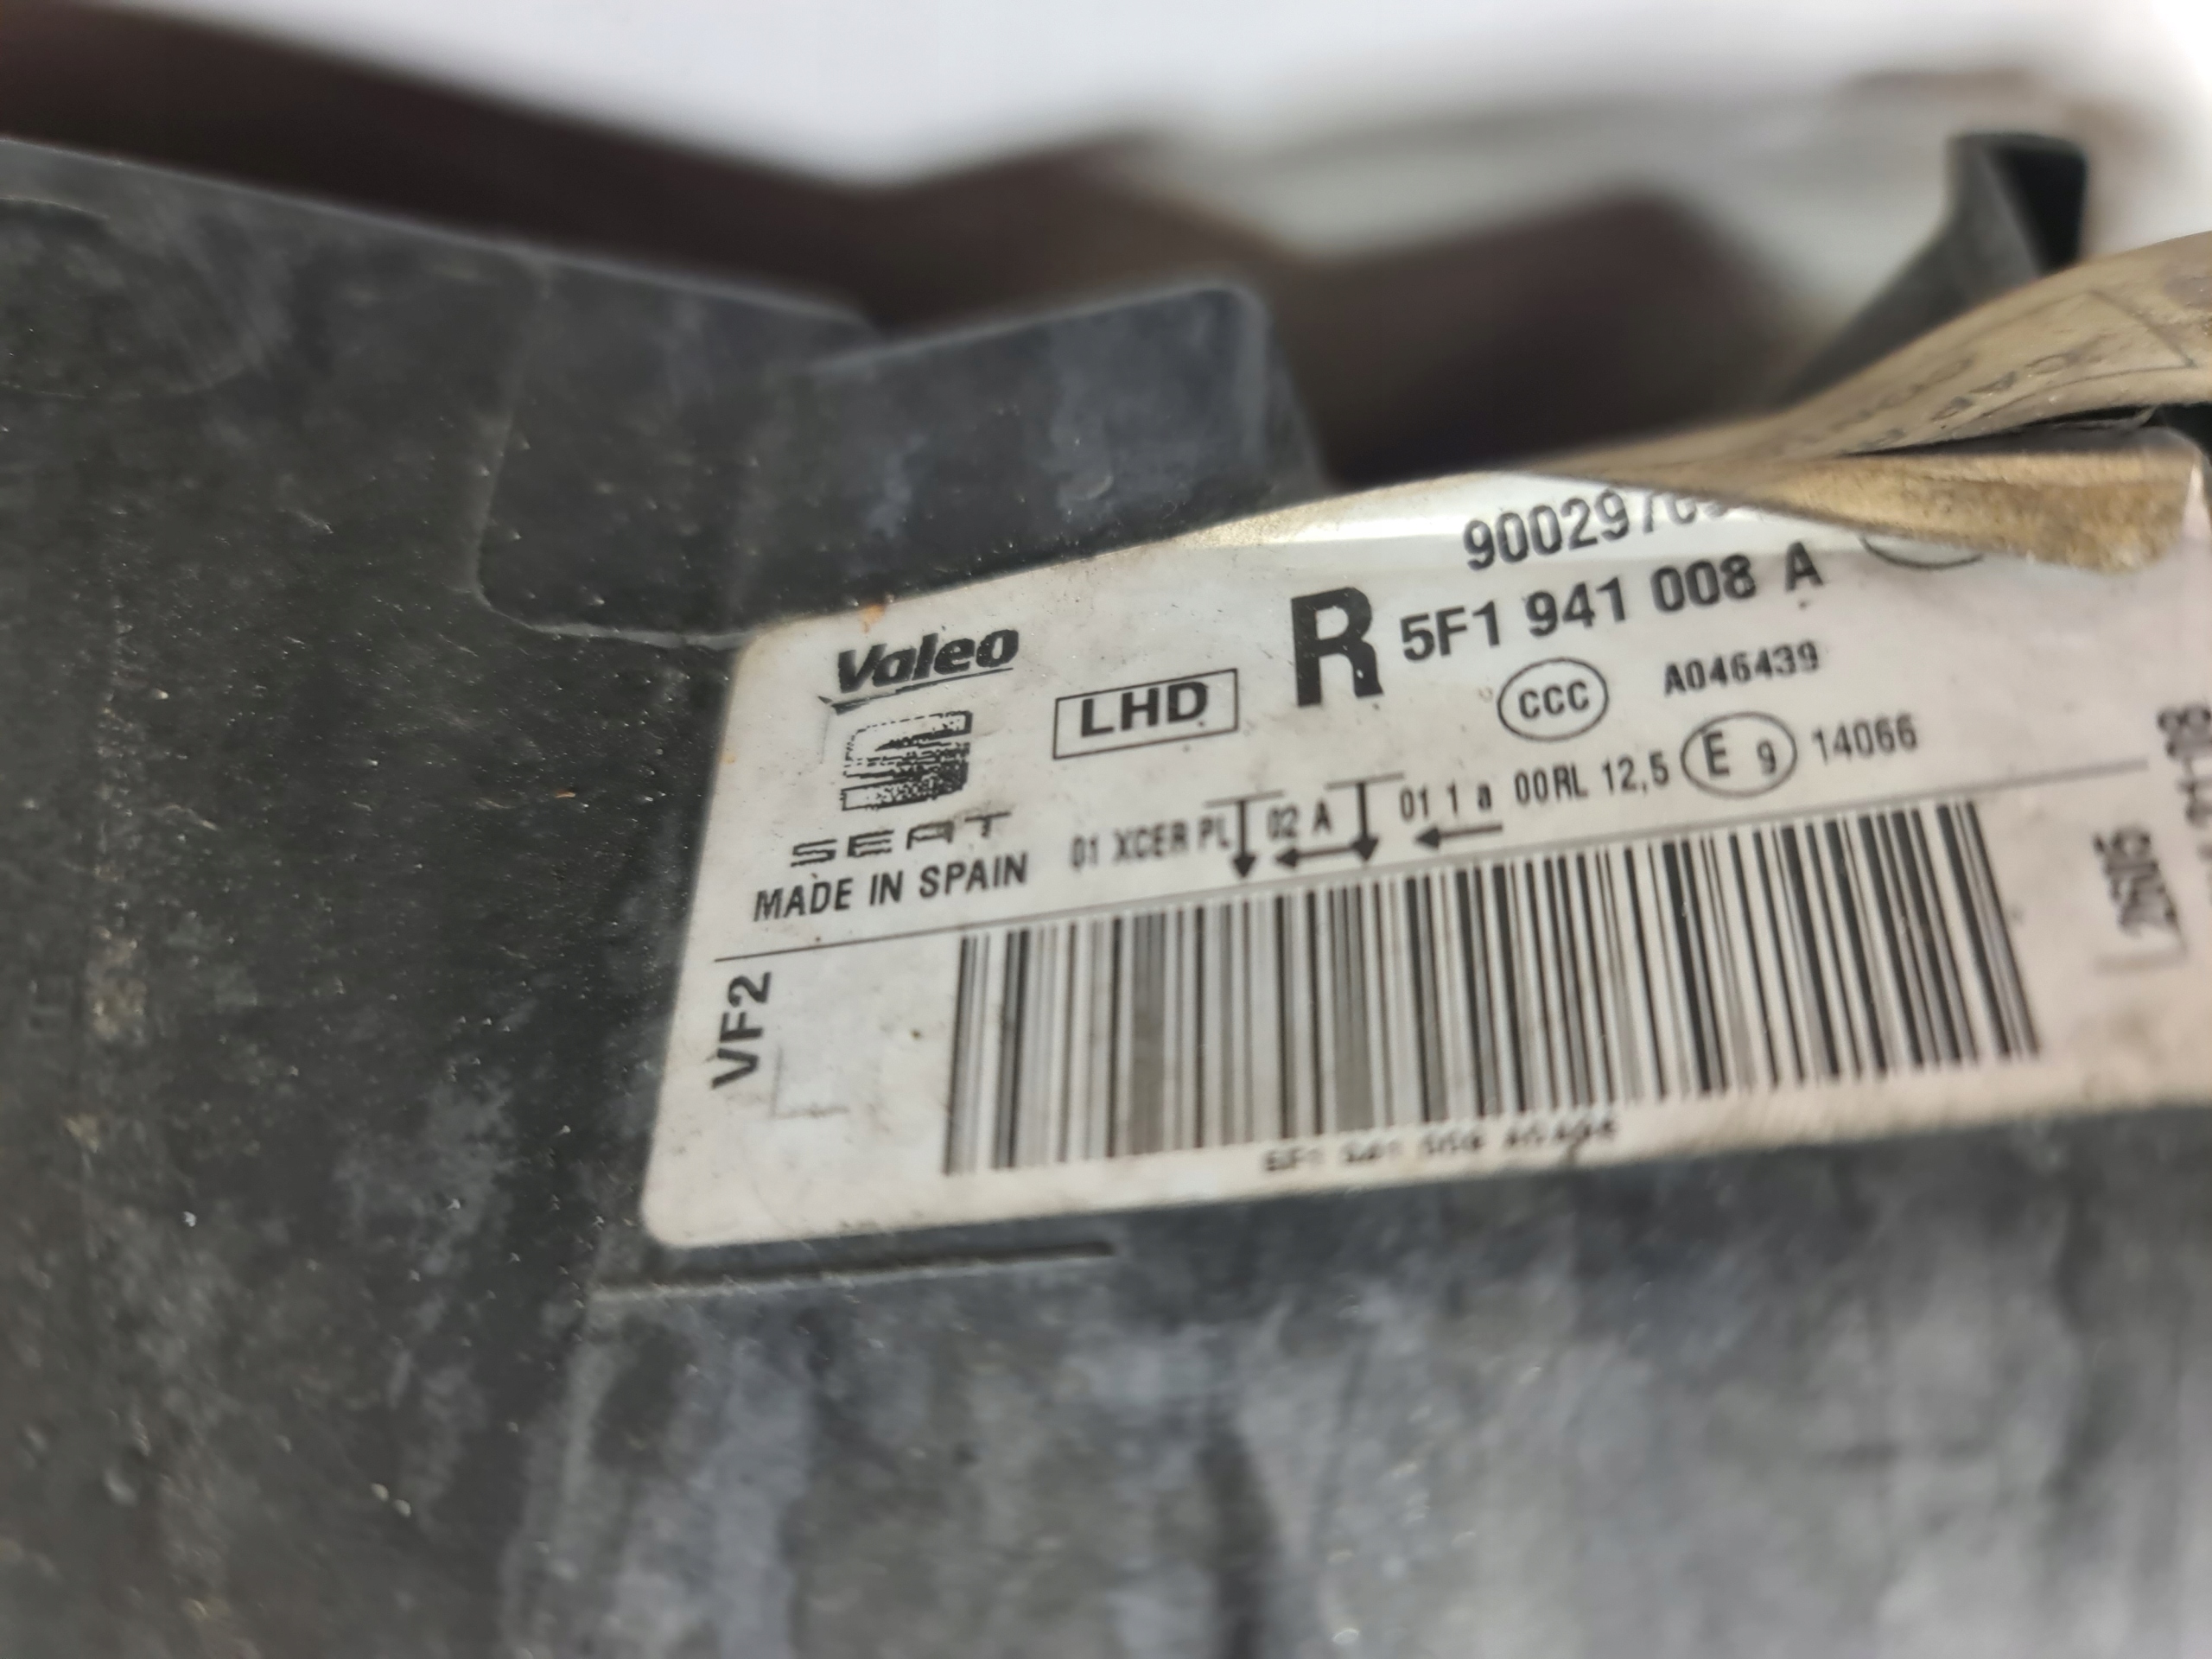 R 5F1 941 008 A
Valeo
LHD
CCC A046439
SEAT
01 XCER PL 02 A 01 1 a 00RL 12,5 E 9 14066
MADE IN SPAIN
VF2